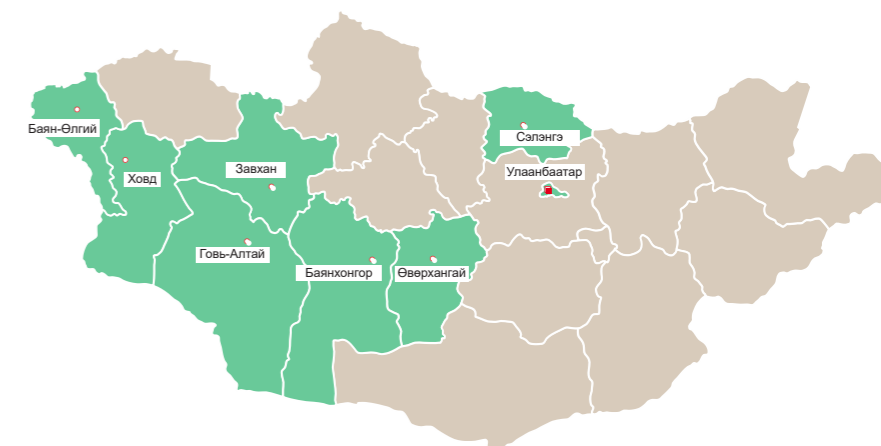 Баян-Өлгий
Сэлэнгэ
Завхан
Улаанбаатар
Ховд
Говь-Алтай
Баянхонгор
Өвөрхангай